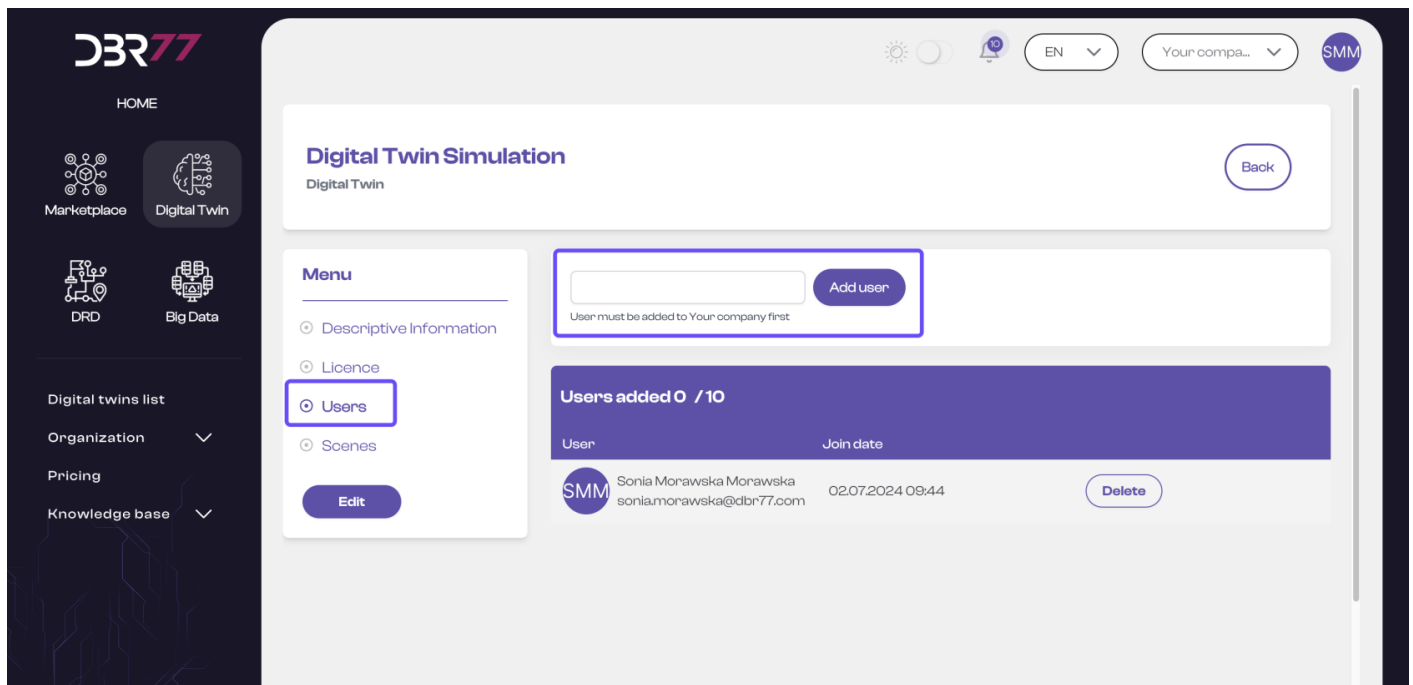 DBR77
10
EN
Your compa...
SMM
HOME
Marketplace
Digital Twin
DRD
Big Data
Digital twins list
Organization
Pricing
Knowledge base
Digital Twin Simulation
Digital Twin
Back
Menu
Descriptive Information
Licence
Users
Scenes
Edit
Add user
User must be added to Your company first
Users added 0 / 10
User
Join date
SMM
Sonia Morawska Morawska
sonia.morawska@dbr77.com
02.07.2024 09:44
Delete